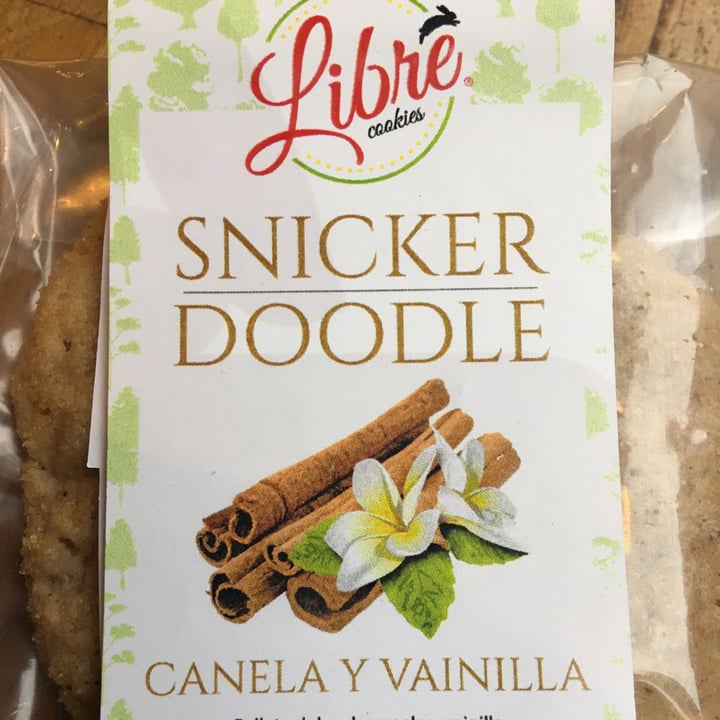 Libre®
cookies
SNICKER
DOODLE
CANELA Y VAINILLA